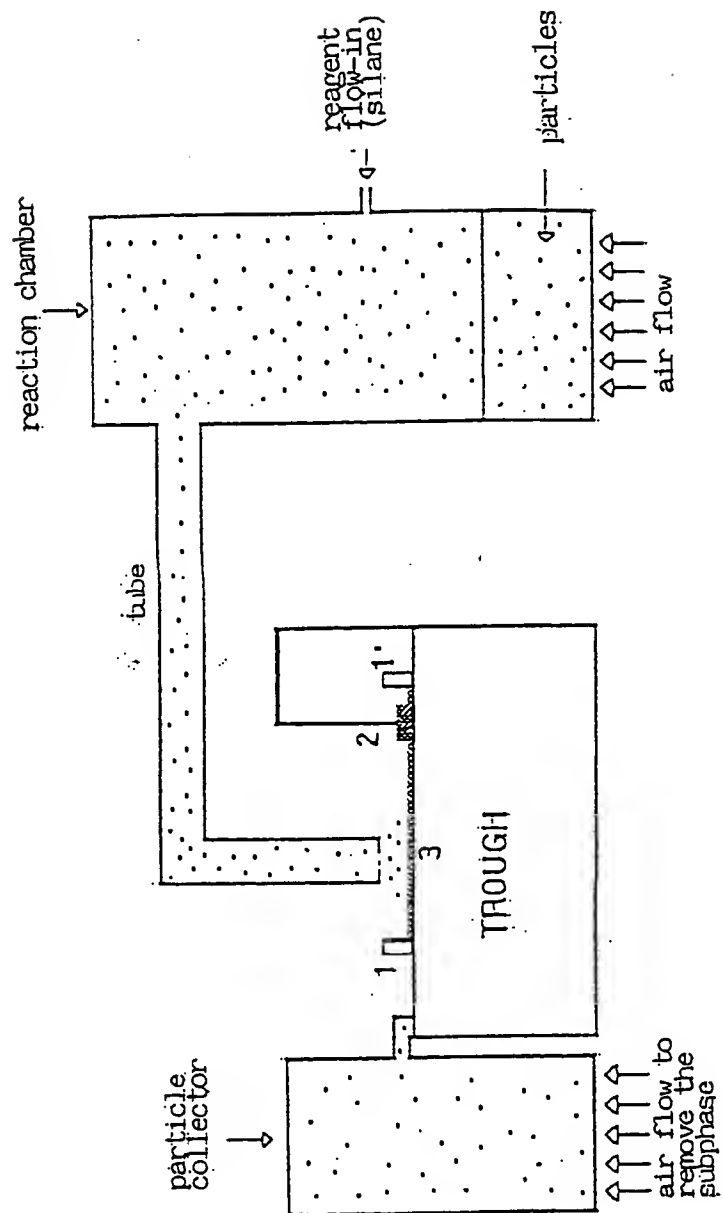 reaction chamber
reagent
flow-in
(silane)
particles
air flow
tube
1'
2
3
1
TROUGH
particle
collector
air flow to
remove the
subphase